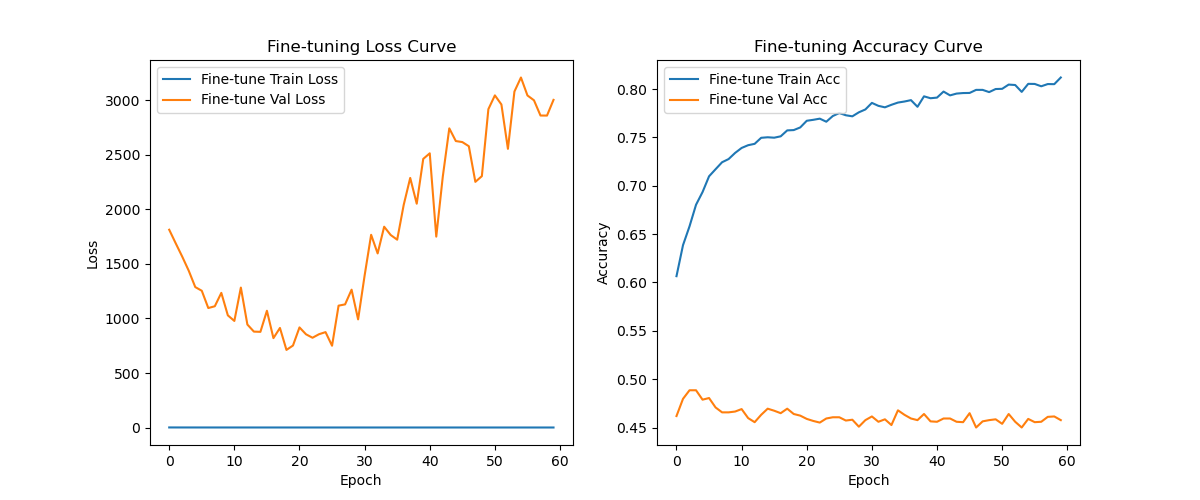 Fine-tuning Loss Curve
Fine-tune Train Loss
Fine-tune Val Loss
3000
2500
2000
1500
1000
500
0
Loss
0 10 20 30 40 50 60
Epoch
Fine-tuning Accuracy Curve
Fine-tune Train Acc
Fine-tune Val Acc
0.80
0.75
0.70
0.65
0.60
0.55
0.50
0.45
Accuracy
0 10 20 30 40 50 60
Epoch